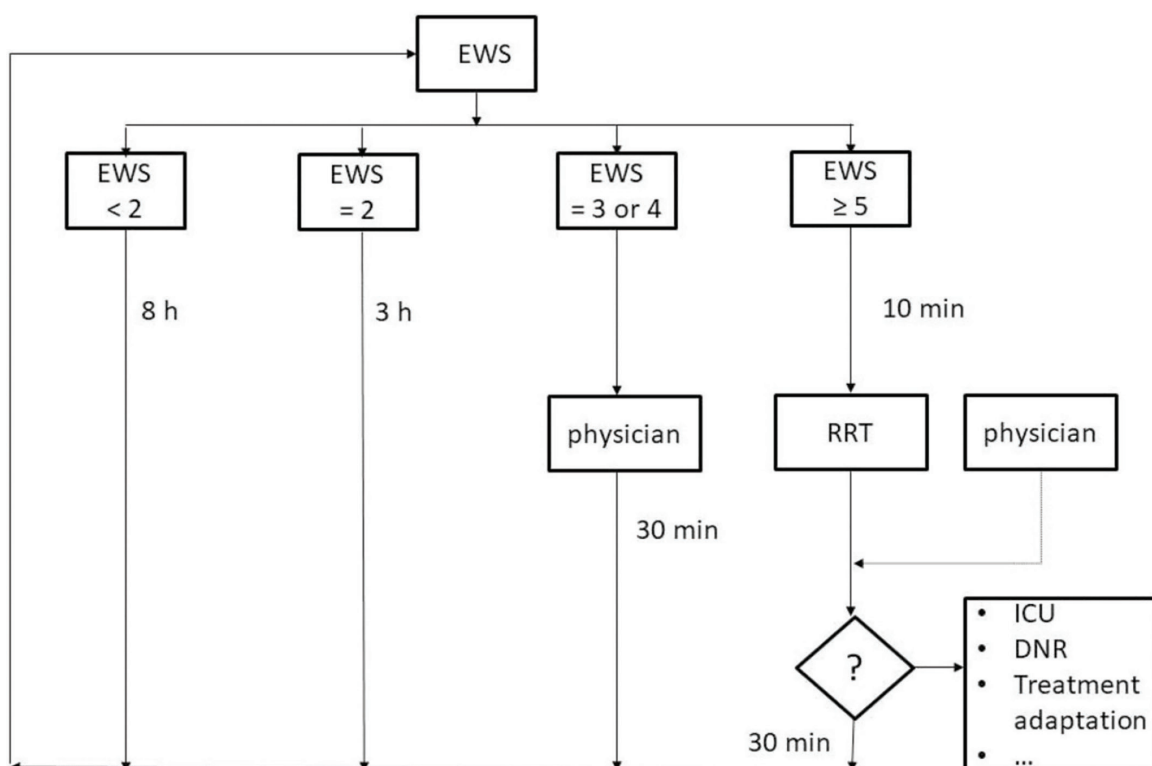 EWS
EWS
< 2
EWS
= 2
EWS
= 3 or 4
EWS
≥ 5
8 h
3 h
10 min
physician
RRT
physician
30 min
?
30 min
• ICU
• DNR
• Treatment
adaptation
• ...